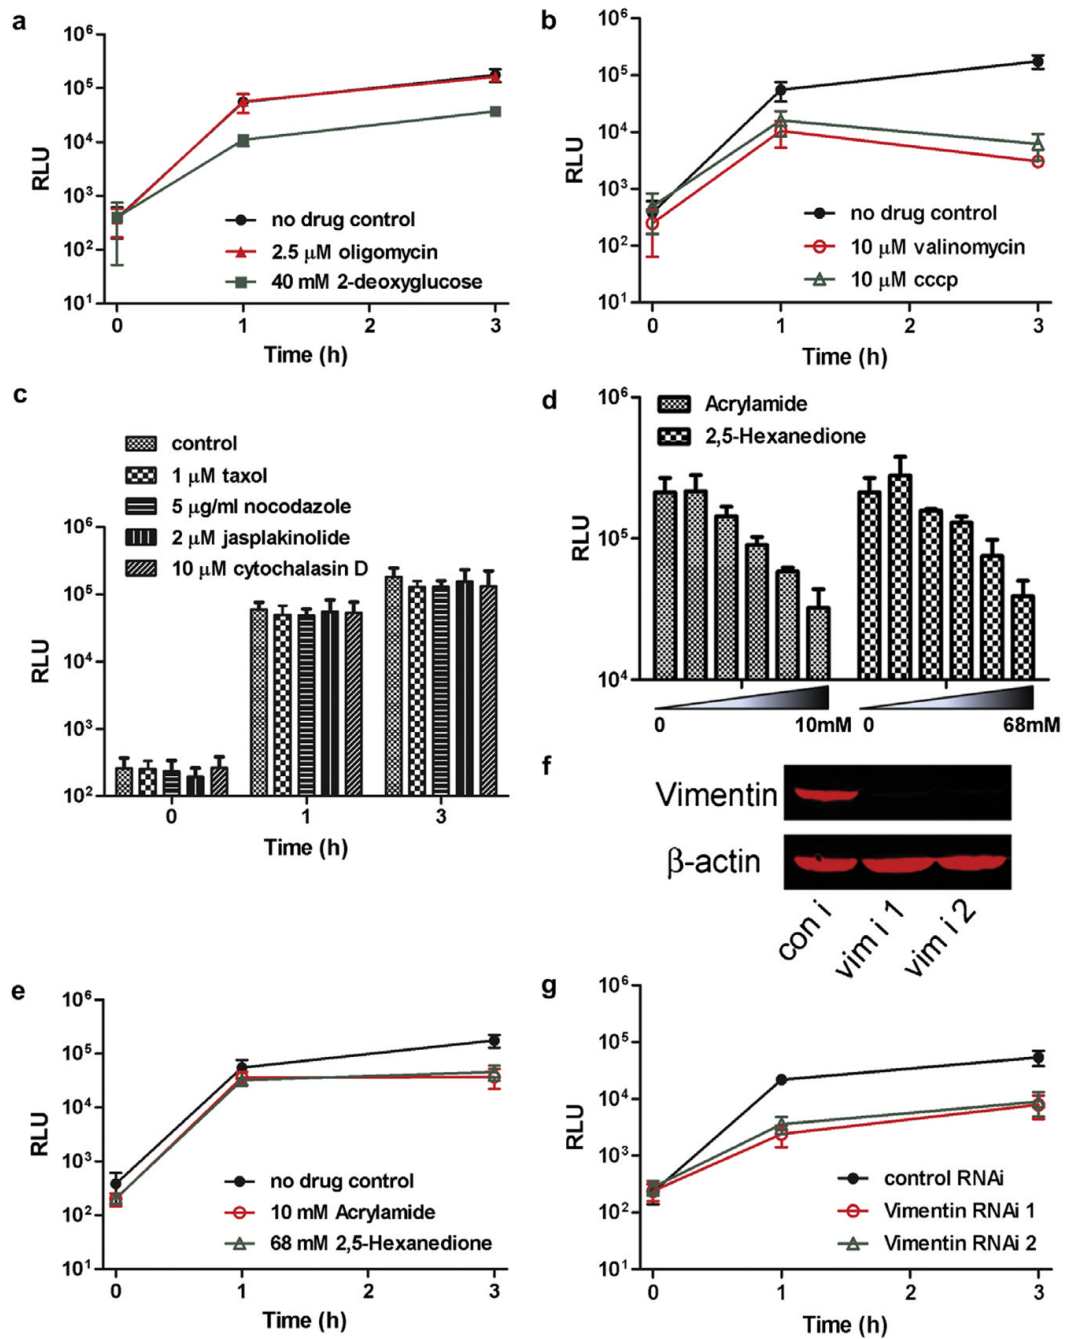 a
10⁶
10⁵
10⁴
10³
10²
10¹
RLU
no drug control
2.5 μM oligomycin
40 mM 2-deoxyglucose
0 1 2 3
Time (h)
b
10⁶
10⁵
10⁴
10³
10²
10¹
RLU
no drug control
10 μM valinomycin
10 μM cccp
0 1 2 3
Time (h)
c
control
1 μM taxol
5 μg/ml nocodazole
2 μM jasplakinolide
10 μM cytochalasin D
10⁶
10⁵
10⁴
10³
10²
RLU
0 1 3
Time (h)
d
10⁶
10⁵
10⁴
RLU
Acrylamide
2,5-Hexanedione
0 10mM 0 68mM
f
Vimentin
β-actin
con i vim i 1 vim i 2
e
10⁶
10⁵
10⁴
10³
10²
10¹
RLU
no drug control
10 mM Acrylamide
68 mM 2,5-Hexanedione
0 1 2 3
Time (h)
g
10⁶
10⁵
10⁴
10³
10²
10¹
RLU
control RNAi
Vimentin RNAi 1
Vimentin RNAi 2
0 1 2 3
Time (h)